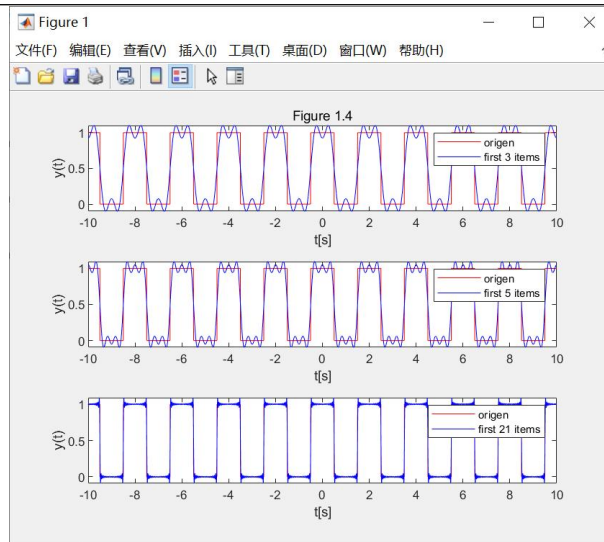 Figure 1
文件(F) 编辑(E) 查看(V) 插入(I) 工具(T) 桌面(D) 窗口(W) 帮助(H)
Figure 1.4
y(t)
1
0.5
0
origen
first 3 items
-10 -8 -6 -4 -2 0 2 4 6 8 10
t[s]
y(t)
1
0.5
0
origen
first 5 items
-10 -8 -6 -4 -2 0 2 4 6 8 10
t[s]
y(t)
1
0.5
0
origen
first 21 items
-10 -8 -6 -4 -2 0 2 4 6 8 10
t[s]